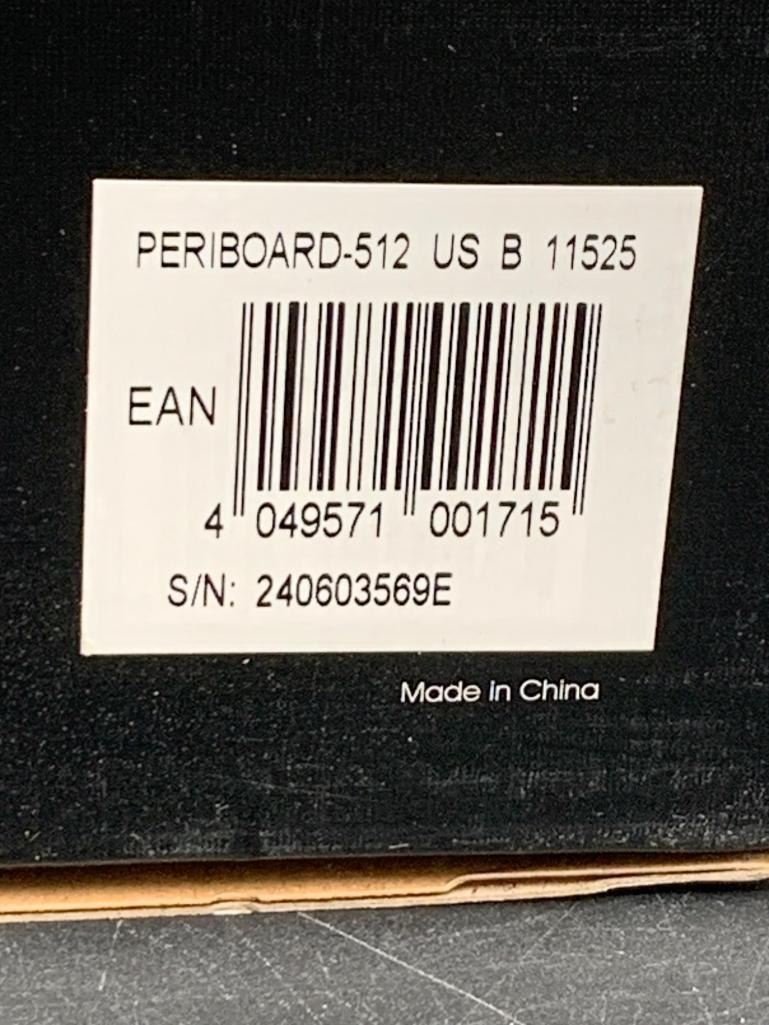 PERIBOARD-512 US B 11525
EAN
4 049571 001715
S/N: 240603569E
Made in China